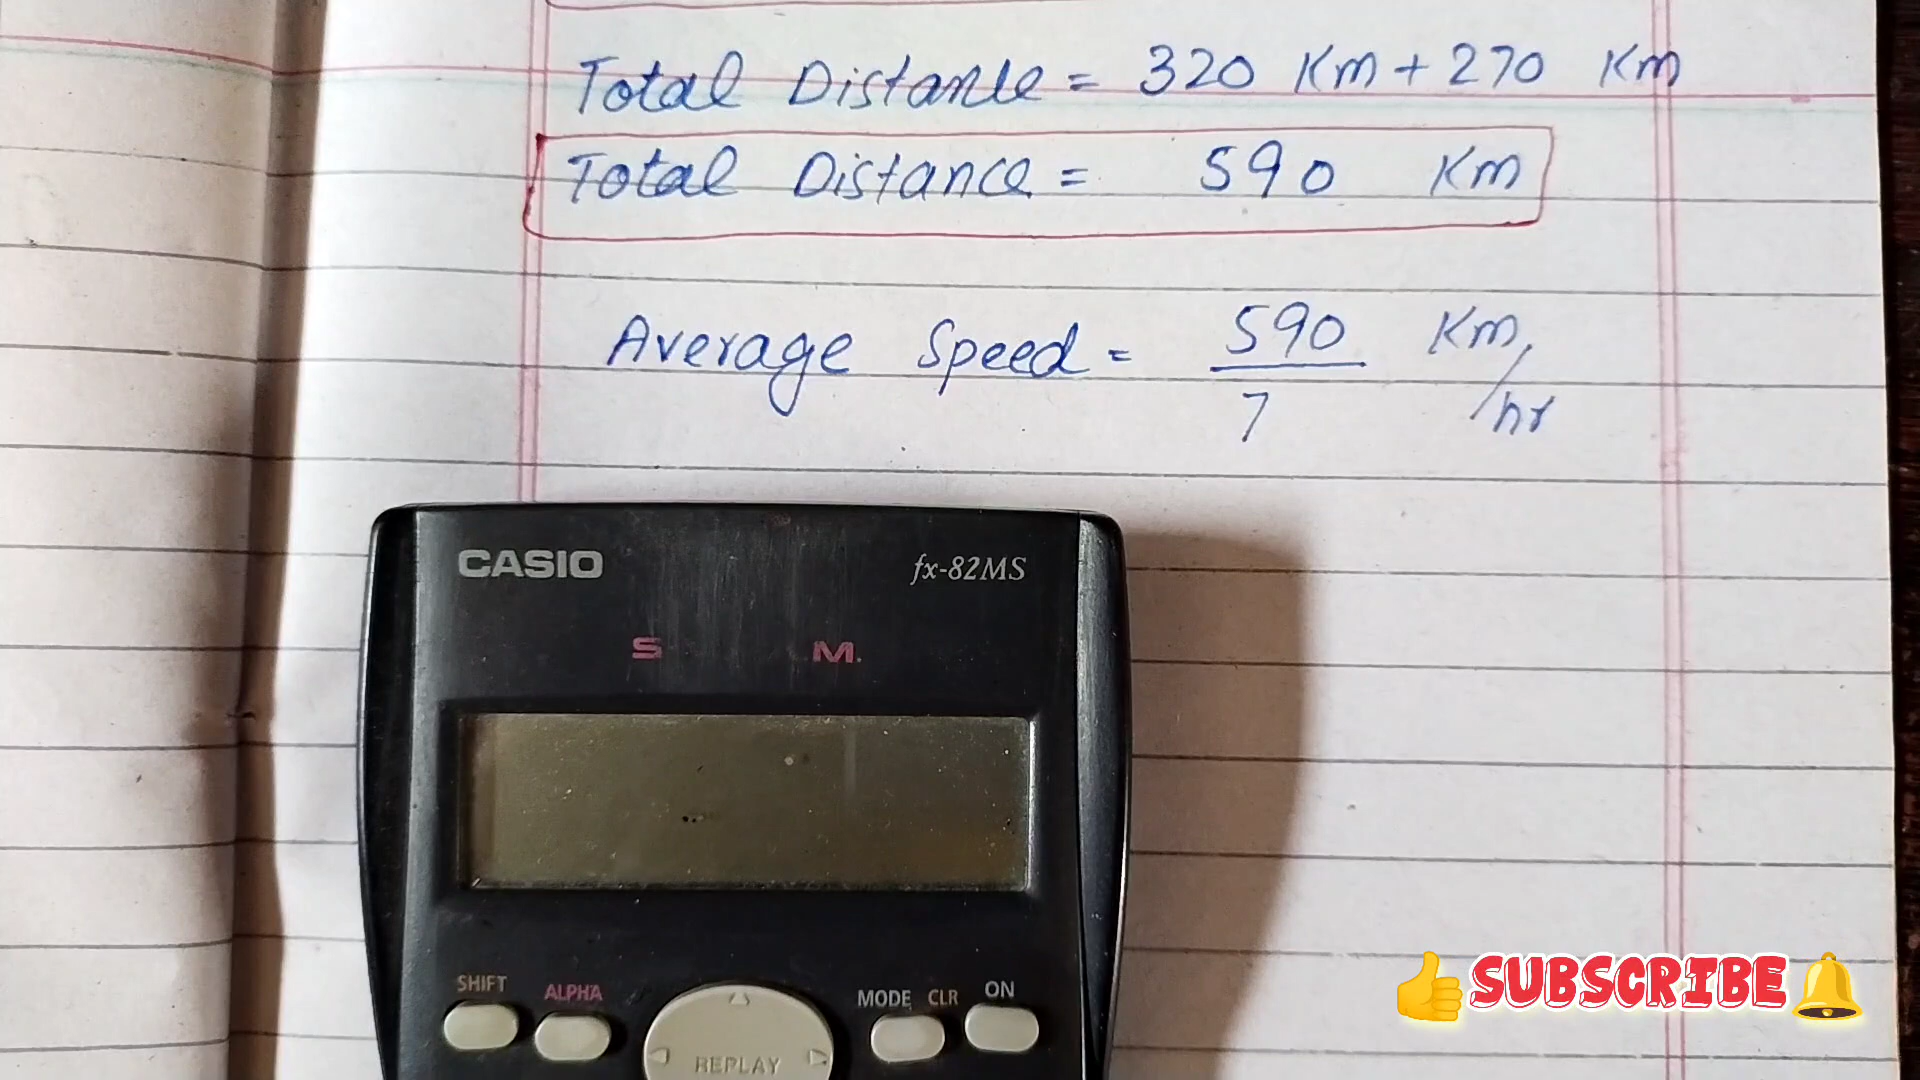 Total Distance = 320 Km + 270 Km
Total Distance = 590 Km
Average Speed = 590/7 Km/hr
CASIO fx-82MS
S M
SHIFT ALPHA MODE CLR ON
REPLAY
SUBSCRIBE